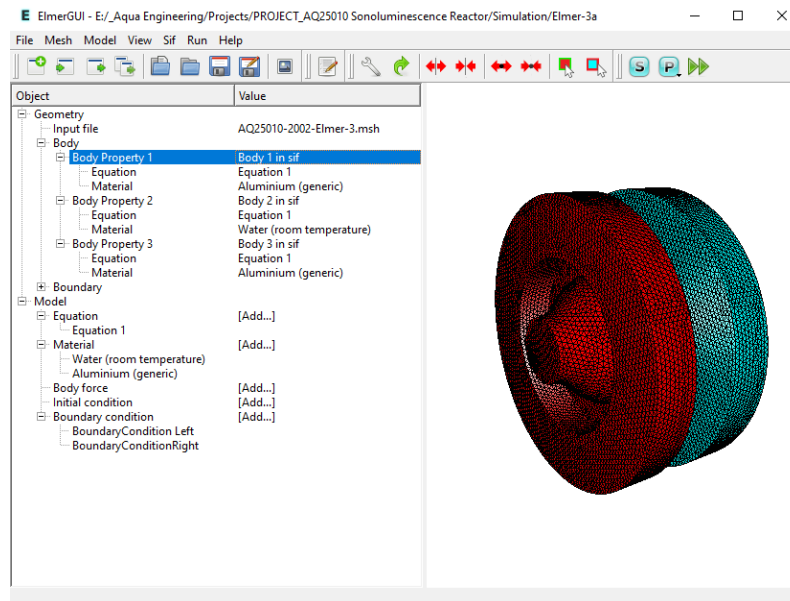 ElmerGUI - E:/_Aqua Engineering/Projects/PROJECT_AQ25010 Sonoluminescence Reactor/Simulation/Elmer-3a
File Mesh Model View Sif Run Help
S P
Object Value
Geometry
Input file AQ25010-2002-Elmer-3.msh
Body
Body Property 1 Body 1 in sif
Equation Equation 1
Material Aluminium (generic)
Body Property 2 Body 2 in sif
Equation Equation 1
Material Water (room temperature)
Body Property 3 Body 3 in sif
Equation Equation 1
Material Aluminium (generic)
Boundary
Model
Equation [Add...]
Equation 1
Material [Add...]
Water (room temperature)
Aluminium (generic)
Body force [Add...]
Initial condition [Add...]
Boundary condition [Add...]
BoundaryCondition Left
BoundaryConditionRight